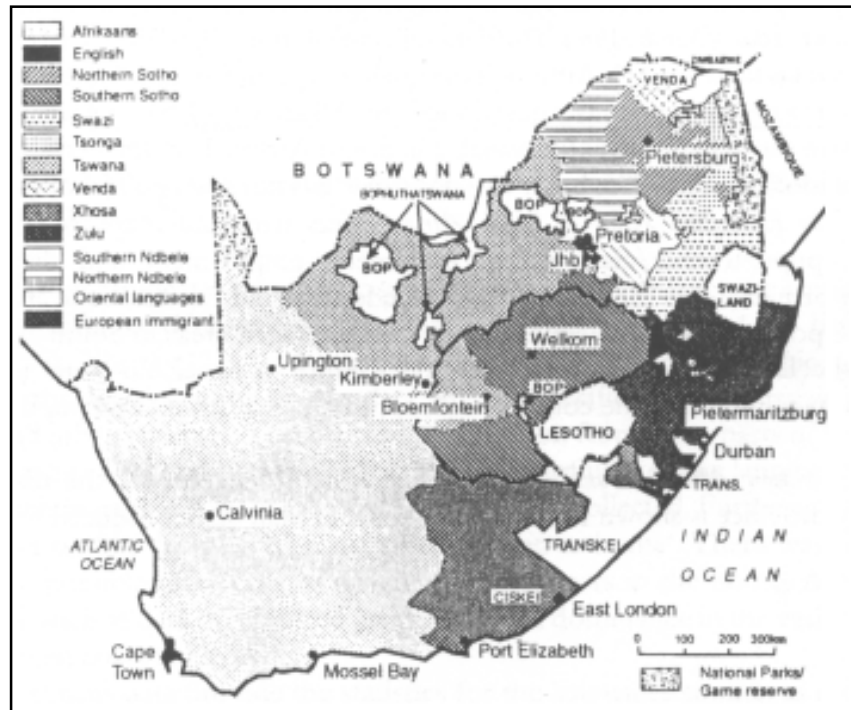 Afrikaans
English
Northern Sotho
Southern Sotho
Swazi
Tsonga
Tswana
Venda
Xhosa
Zulu
Southern Ndbele
Northern Ndbele
Oriental languages
European immigrant
ZIMBABWE
VENDA
MOZAMBIQUE
Pietersburg
BOTSWANA
BOPHUTHATSWANA
BOP
BOP
Pretoria
BOP
Jhb
SWAZI
LAND
Welkom
Upington
Kimberley
BOP
Bloemfontein
Pietermaritzburg
LESOTHO
Durban
TRANS.
Calvinia
INDIAN
OCEAN
ATLANTIC
OCEAN
TRANSKEI
CISKEI
East London
Cape
Town
Mossel Bay
Port Elizabeth
0 100 200 300km
National Parks/
Game reserve